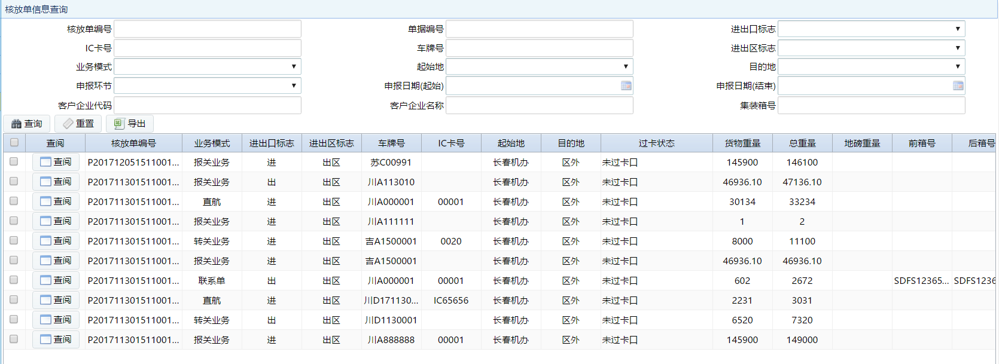 核放单信息查询
核放单编号 单据编号 进出口标志
IC卡号 车牌号 进出区标志
业务模式 起始地 目的地
申报环节 申报日期(起始) 申报日期(结束)
客户企业代码 客户企业名称 集装箱号
查询 重置 导出
查阅 核放单编号 业务模式 进出口标志 进出区标志 车牌号 IC卡号 起始地 目的地 过卡状态 货物重量 总重量 地磅重量 前箱号 后箱号
查阅 P201712051511001... 报关业务 进 出区 苏C00991 长春机办 区外 未过卡口 145900 146100
查阅 P201711301511001... 报关业务 出 出区 川A113010 长春机办 区外 未过卡口 46936.10 47136.10
查阅 P201711301511001... 直航 进 出区 川A000001 00001 长春机办 区外 未过卡口 30134 33234
查阅 P201711301511001... 报关业务 进 出区 川A111111 长春机办 区外 未过卡口 1 2
查阅 P201711301511001... 转关业务 进 出区 吉A1500001 0020 长春机办 区外 未过卡口 8000 11100
查阅 P201711301511001... 报关业务 进 出区 吉A1500001 长春机办 区外 未过卡口 46936.10 46936.10
查阅 P201711301511001... 联系单 出 出区 川A000001 00001 长春机办 区外 未过卡口 602 2672 SDFS12365... SDFS1236
查阅 P201711301511001... 直航 进 出区 川D171130... IC65656 长春机办 区外 未过卡口 2231 3031
查阅 P201711301511001... 转关业务 出 出区 川D1130001 长春机办 区外 未过卡口 6520 7320
查阅 P201711301511001... 报关业务 进 出区 川A888888 00001 长春机办 区外 未过卡口 145900 149000